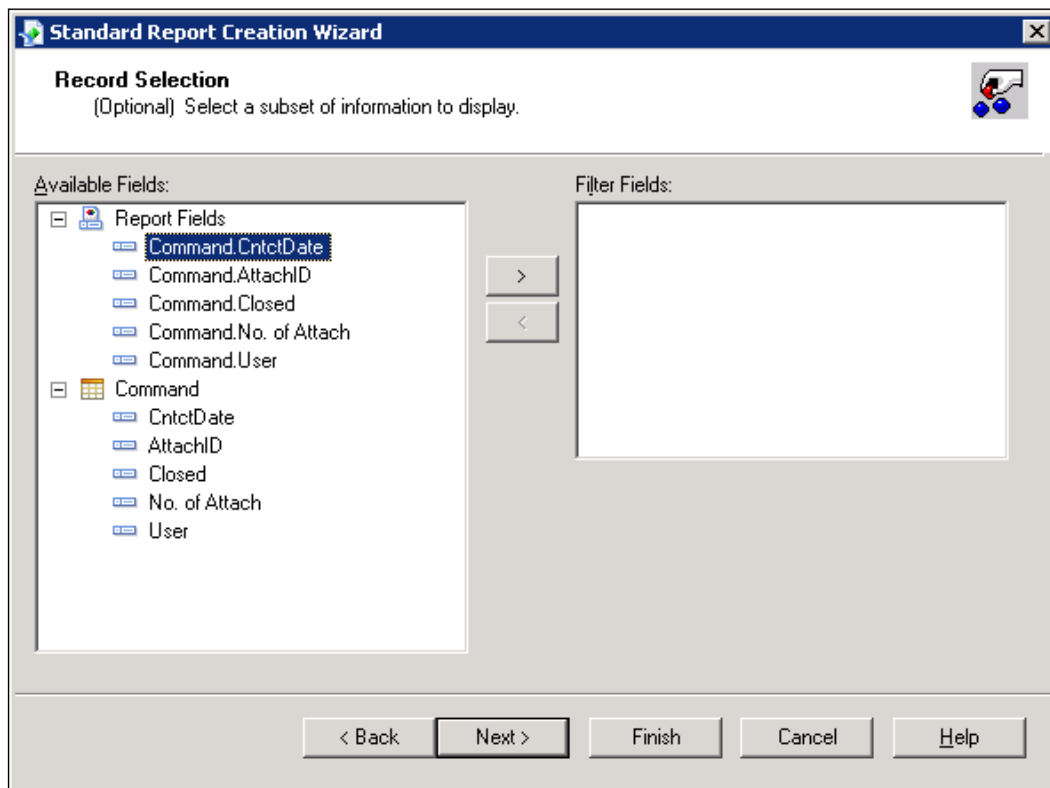 Standard Report Creation Wizard
Record Selection
(Optional) Select a subset of information to display.
Available Fields:
Filter Fields:
Report Fields
Command.CntctDate
Command.AttachID
Command.Closed
Command.No. of Attach
Command.User
Command
CntctDate
AttachID
Closed
No. of Attach
User
>
<
< Back
Next >
Finish
Cancel
Help